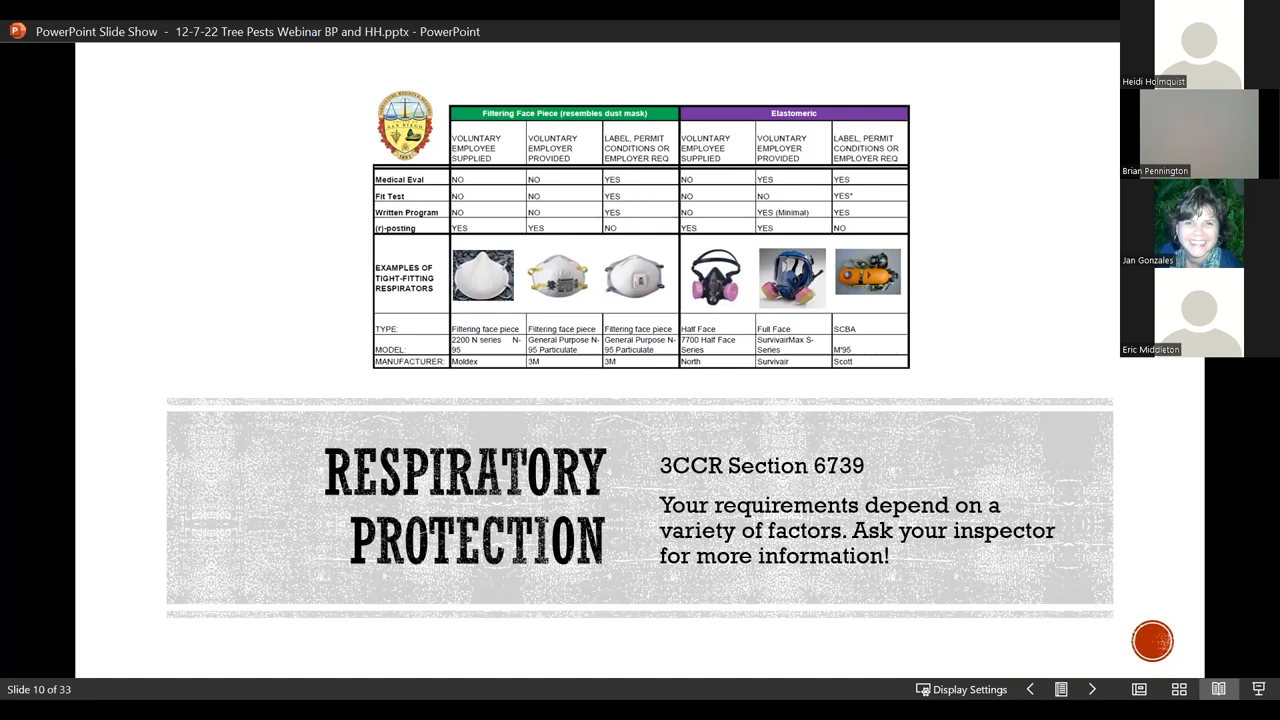 PowerPoint Slide Show - 12-7-22 Tree Pests Webinar BP and HH.pptx - PowerPoint
Heidi Holmquist
Brian Pennington
Jan Gonzales
Eric Middleton
Filtering Face Piece (resembles dust mask) Elastomeric
VOLUNTARY EMPLOYEE SUPPLIED VOLUNTARY EMPLOYER PROVIDED LABEL, PERMIT CONDITIONS OR EMPLOYER REQ VOLUNTARY EMPLOYEE SUPPLIED VOLUNTARY EMPLOYER PROVIDED LABEL, PERMIT CONDITIONS OR EMPLOYER REQ
Medical Eval NO NO YES NO YES YES
Fit Test NO NO YES NO NO YES*
Written Program NO NO YES NO YES (Minimal) YES
(r)-posting YES YES NO YES YES NO
EXAMPLES OF
TIGHT-FITTING
RESPIRATORS
TYPE: Filtering face piece Filtering face piece Filtering face piece Half Face Full Face SCBA
MODEL: 2200 N series N-95 General Purpose N-95 Particulate General Purpose N-95 Particulate 7700 Half Face Series SurvivairMax S-Series M'95
MANUFACTURER: Moldex 3M 3M North Survivair Scott
RESPIRATORY
PROTECTION
3CCR Section 6739
Your requirements depend on a
variety of factors. Ask your inspector
for more information!
Slide 10 of 33
Display Settings